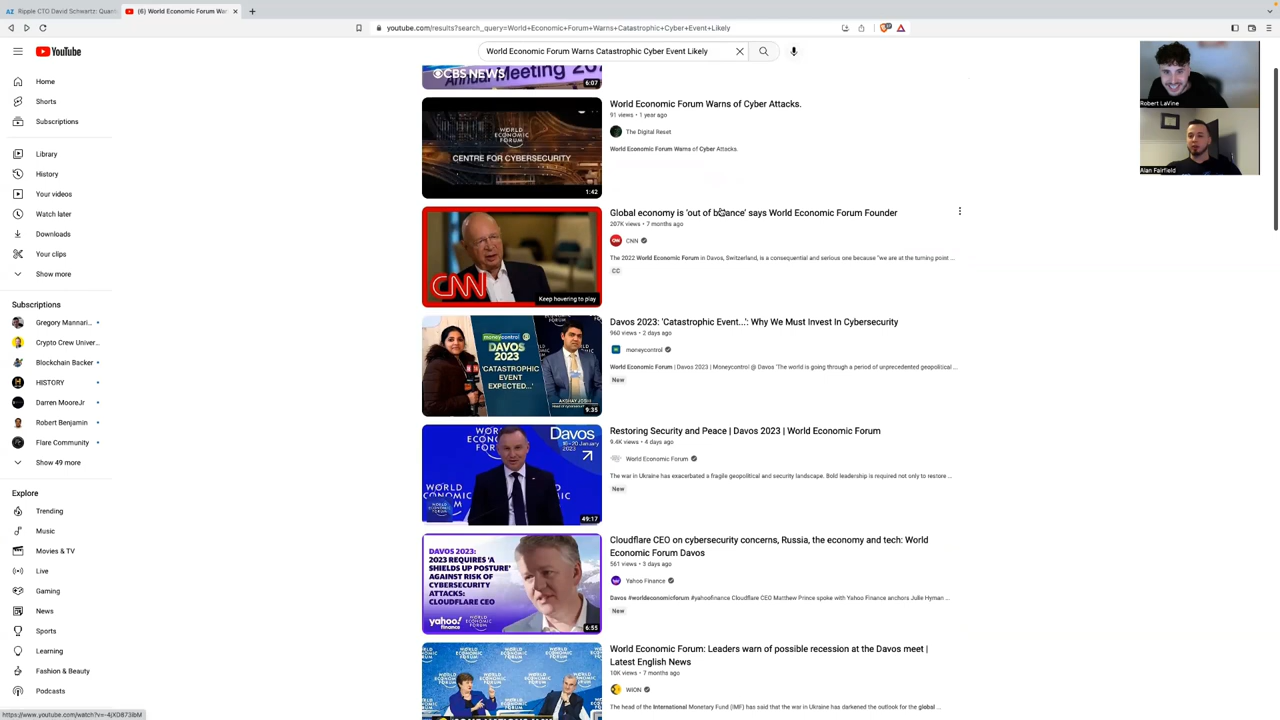 Ripple CTO David Schwartz: Quant
(6) World Economic Forum War
youtube.com/results?search_query=World+Economic+Forum+Warns+Catastrophic+Cyber+Event+Likely
YouTube
World Economic Forum Warns Catastrophic Cyber Event Likely
Home
Shorts
Subscriptions
Library
History
Your videos
Watch later
Downloads
Your clips
Show more
Subscriptions
Gregory Mannari...
Crypto Crew Univer...
Blockchain Backer
HISTORY
Darren MooreJr
Robert Benjamin
Flare Community
Show 49 more
Explore
Trending
Music
Movies & TV
Live
Gaming
News
Sports
Learning
Fashion & Beauty
Podcasts
CBS NEWS
Annual Meeting 202
6:07
WORLD
ECONOMIC
FORUM
CENTRE FOR CYBERSECURITY
1:42
World Economic Forum Warns of Cyber Attacks.
91 views • 1 year ago
The Digital Reset
World Economic Forum Warns of Cyber Attacks.
CNN
Keep hovering to play
Global economy is 'out of balance' says World Economic Forum Founder
207K views • 7 months ago
CNN
The 2022 World Economic Forum in Davos, Switzerland, is a consequential and serious one because "we are at the turning point ...
CC
moneycontrol
DAVOS
2023
'CATASTROPHIC
EVENT
EXPECTED...'
AKSHAY JOSHI
9:35
Davos 2023: 'Catastrophic Event...': Why We Must Invest In Cybersecurity
960 views • 2 days ago
moneycontrol
World Economic Forum | Davos 2023 | Moneycontrol @ Davos "The world is going through a period of unprecedented geopolitical ...
New
Davos
2023
49:17
Restoring Security and Peace | Davos 2023 | World Economic Forum
9.4K views • 4 days ago
World Economic Forum
The war in Ukraine has exacerbated a fragile geopolitical and security landscape. Bold leadership is required not only to restore ...
New
DAVOS 2023:
2023 REQUIRES 'A
SHIELDS UP POSTURE'
AGAINST RISK OF
CYBERSECURITY
ATTACKS:
CLOUDFLARE CEO
yahoo!
finance
6:55
Cloudflare CEO on cybersecurity concerns, Russia, the economy and tech: World
Economic Forum Davos
561 views • 3 days ago
Yahoo Finance
Davos #worldeconomicforum #yahoofinance Cloudflare CEO Matthew Prince spoke with Yahoo Finance anchors Julie Hyman ...
New
World Economic Forum: Leaders warn of possible recession at the Davos meet |
Latest English News
10K views • 7 months ago
WION
The head of the International Monetary Fund (IMF) has said that the war in Ukraine has darkened the outlook for the global ...
Robert LaVine
Alan Fairfield